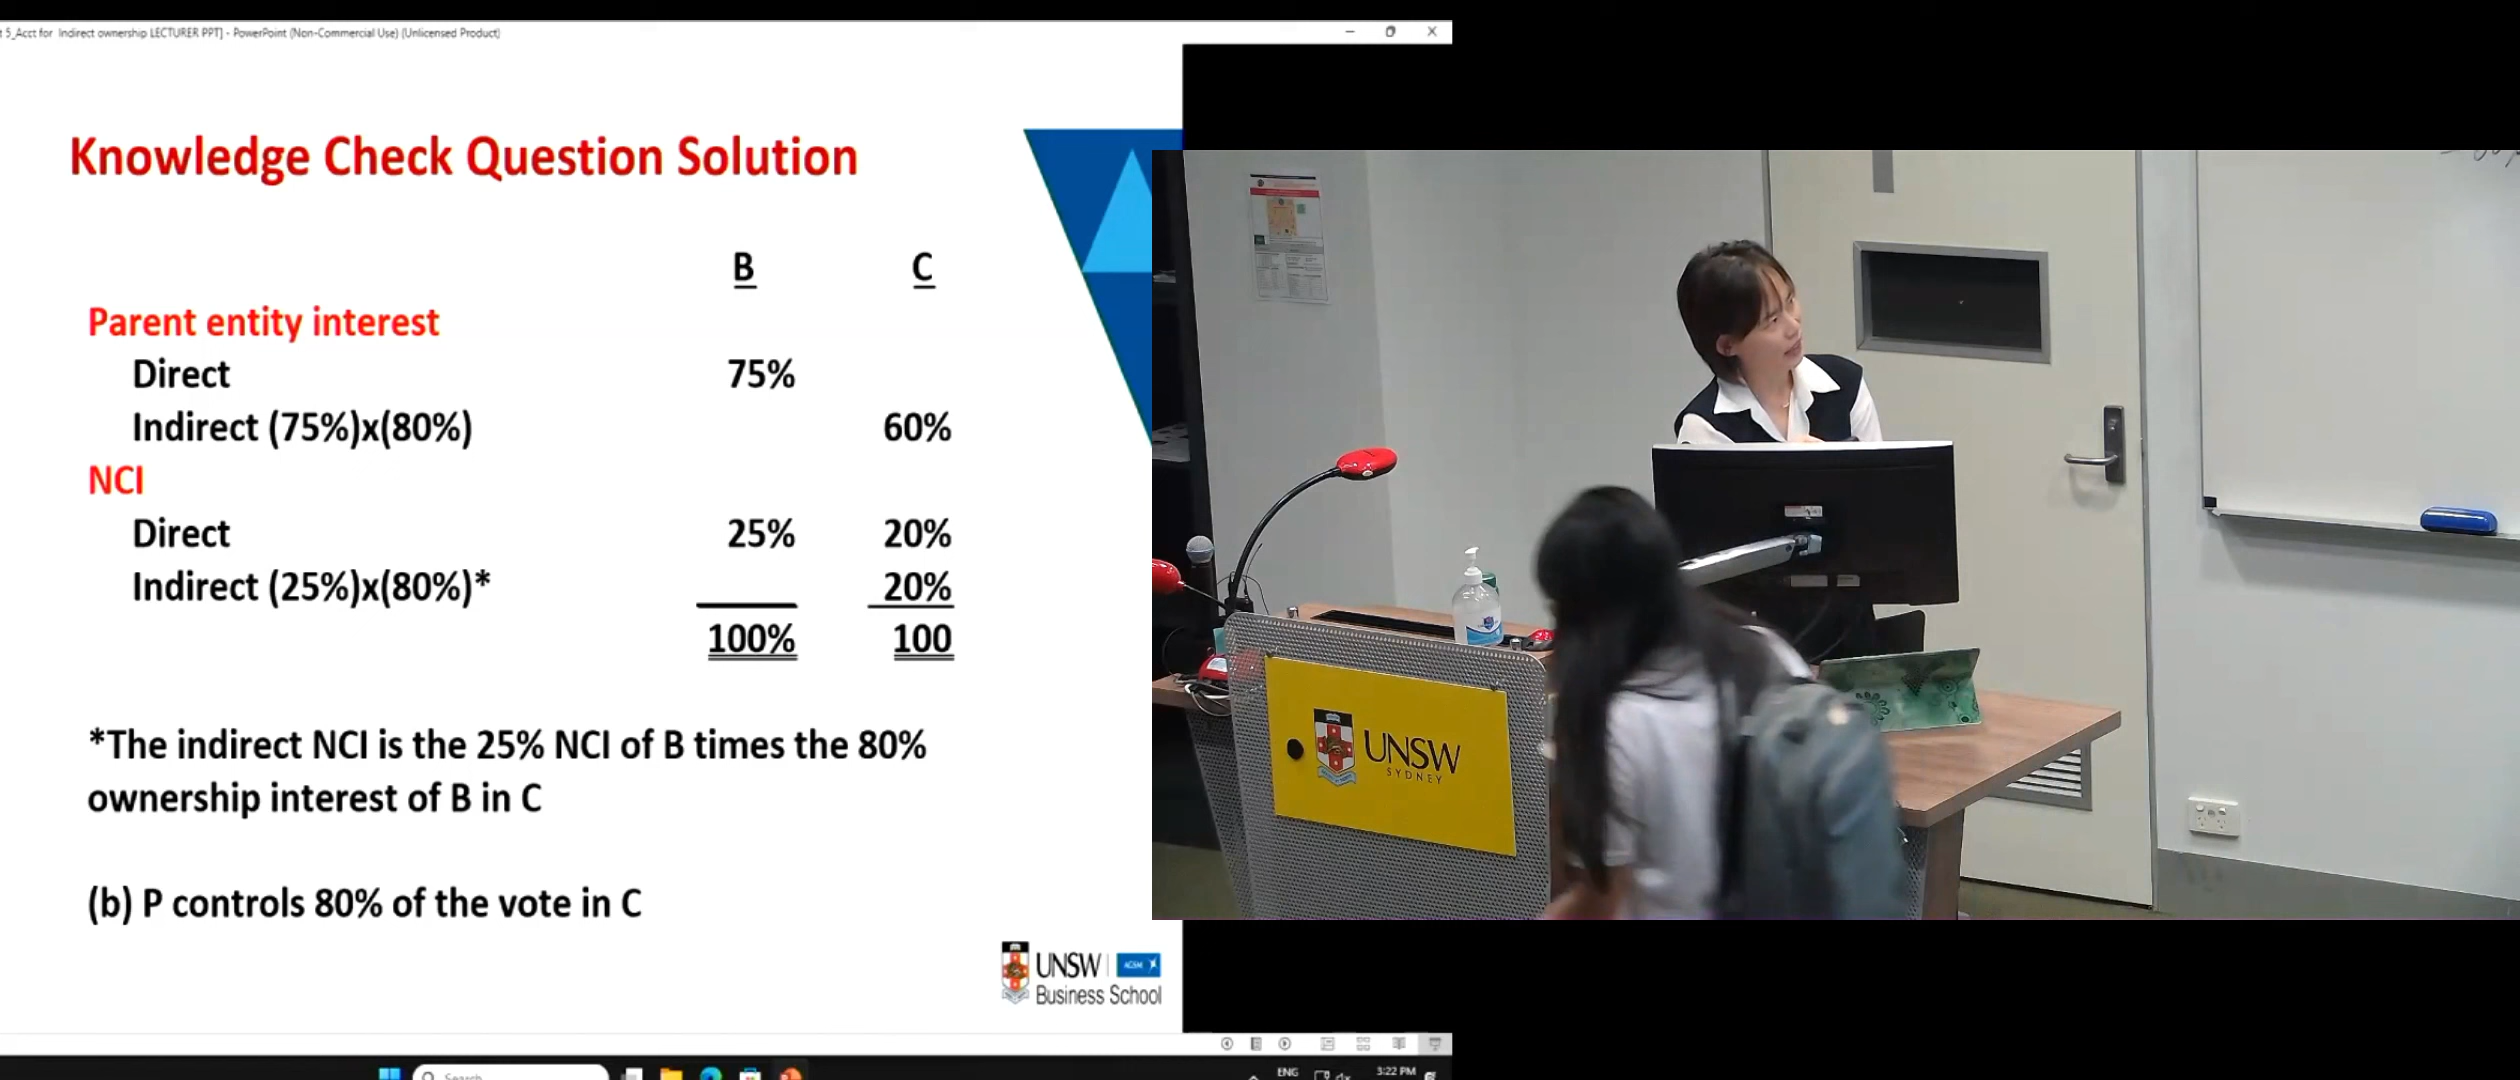 t 5_Acct for Indirect ownership LECTURER PPT] - PowerPoint (Non-Commercial Use) (Unlicensed Product)
Knowledge Check Question Solution
B C
Parent entity interest
Direct 75%
Indirect (75%)x(80%) 60%
NCI
Direct 25% 20%
Indirect (25%)x(80%)* 20%
100% 100
*The indirect NCI is the 25% NCI of B times the 80%
ownership interest of B in C
(b) P controls 80% of the vote in C
UNSW AGSM
Business School
UNSW
SYDNEY
Search
ENG
3:22 PM